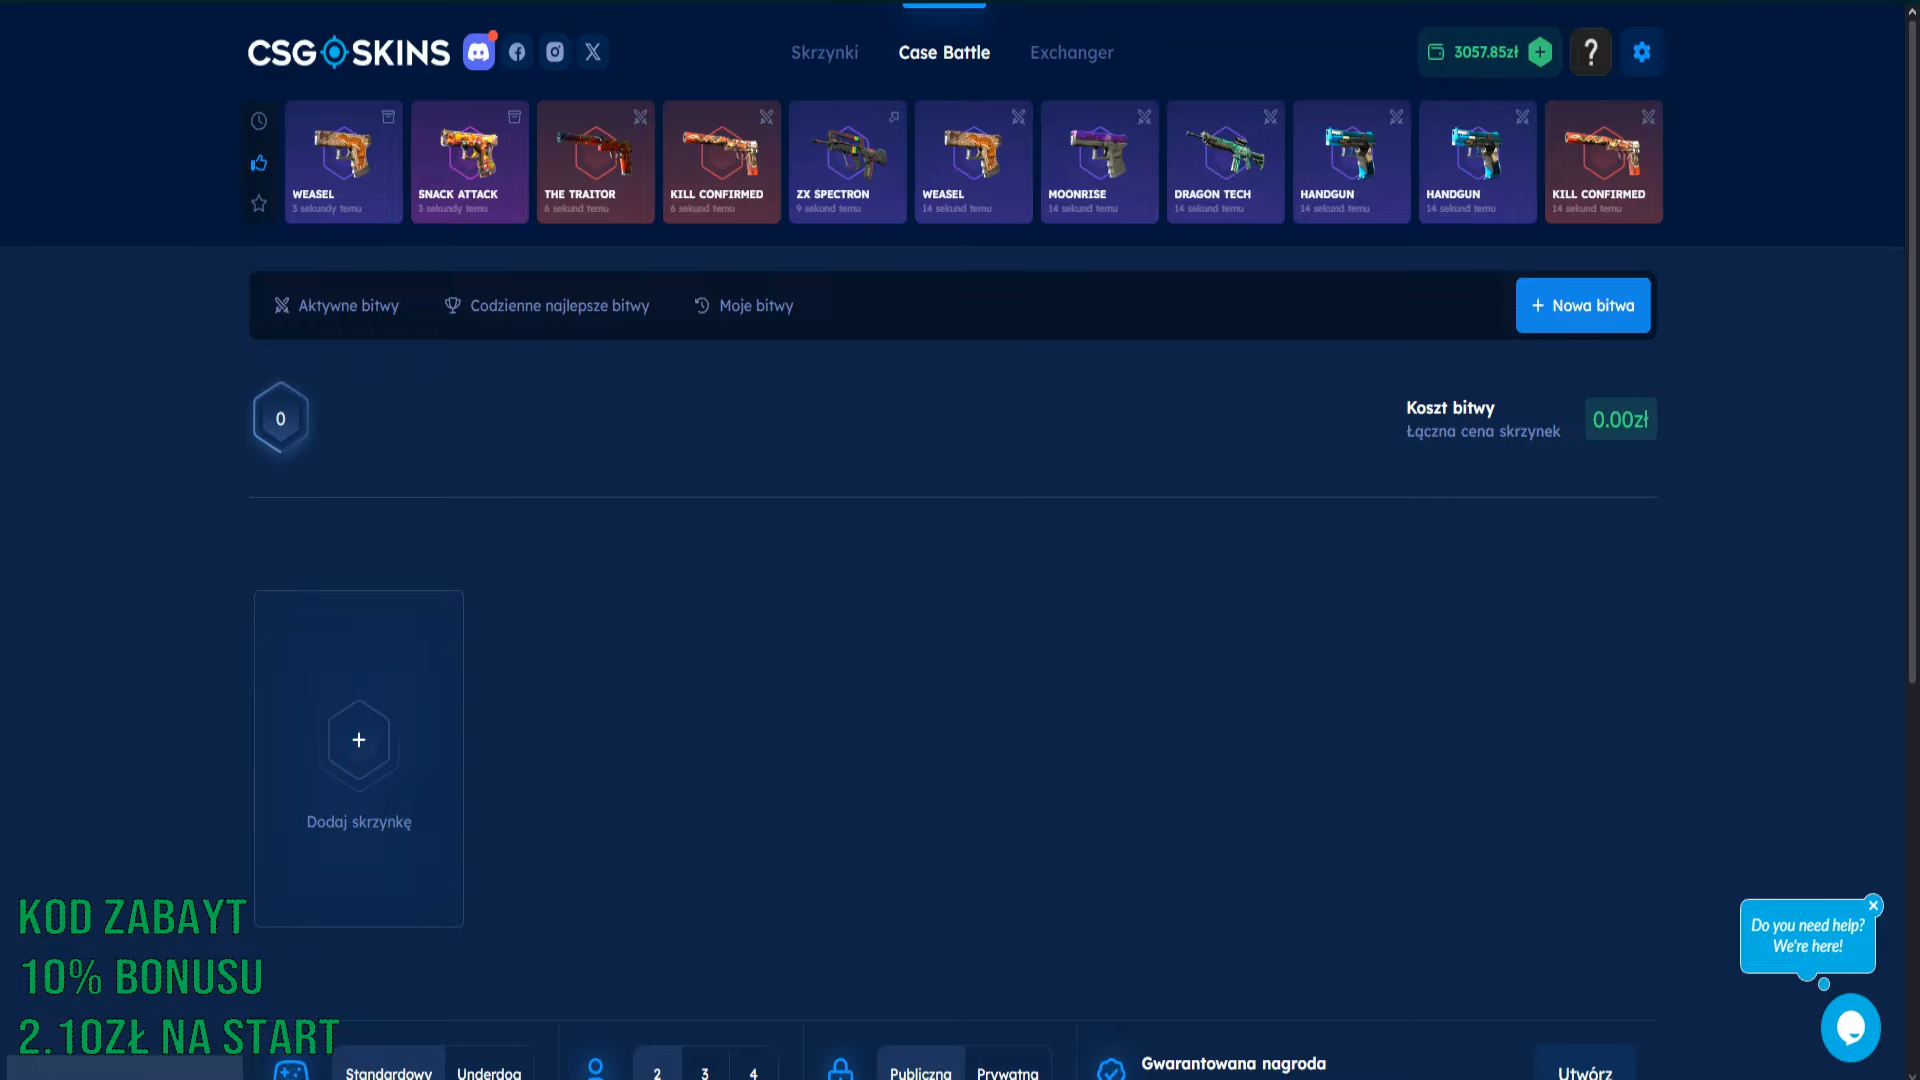 CSGOSKINS
Skrzynki
Case Battle
Exchanger
3057.85zł
?
WEASEL
3 sekundy temu
SNACK ATTACK
3 sekundy temu
THE TRAITOR
6 sekund temu
KILL CONFIRMED
6 sekund temu
ZX SPECTRON
9 sekund temu
WEASEL
14 sekund temu
MOONRISE
14 sekund temu
DRAGON TECH
14 sekund temu
HANDGUN
14 sekund temu
HANDGUN
14 sekund temu
KILL CONFIRMED
14 sekund temu
Aktywne bitwy
Codzienne najlepsze bitwy
Moje bitwy
+ Nowa bitwa
0
Koszt bitwy
Łączna cena skrzynek
0.00zł
+
Dodaj skrzynkę
KOD ZABAYT
10% BONUSU
2.10ZŁ NA START
Do you need help?
We're here!
Standardowy
Underdog
2
3
4
Publiczna
Prywatna
Gwarantowana nagroda
Utwórz